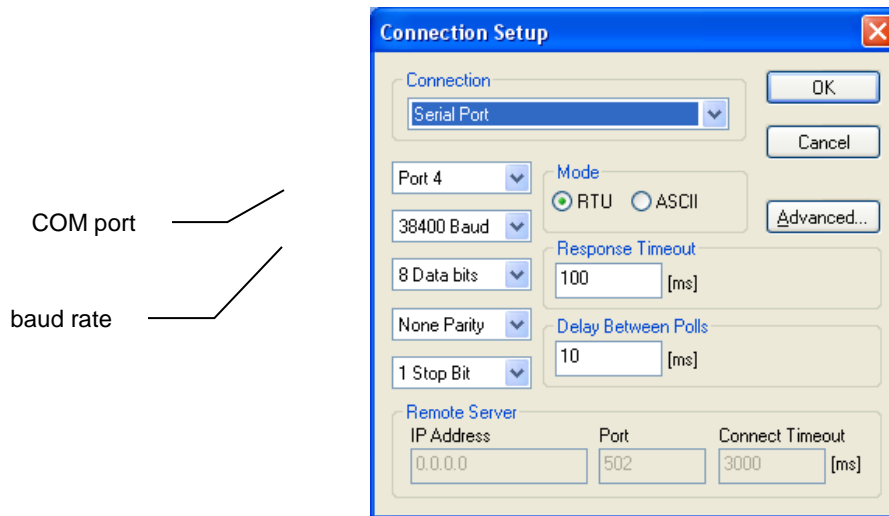 Connection Setup
Connection
Serial Port
OK
Cancel
Advanced...
COM port
baud rate
Port 4
38400 Baud
8 Data bits
None Parity
1 Stop Bit
Mode
RTU ASCII
Response Timeout
100 [ms]
Delay Between Polls
10 [ms]
Remote Server
IP Address Port Connect Timeout
0.0.0.0 502 3000 [ms]